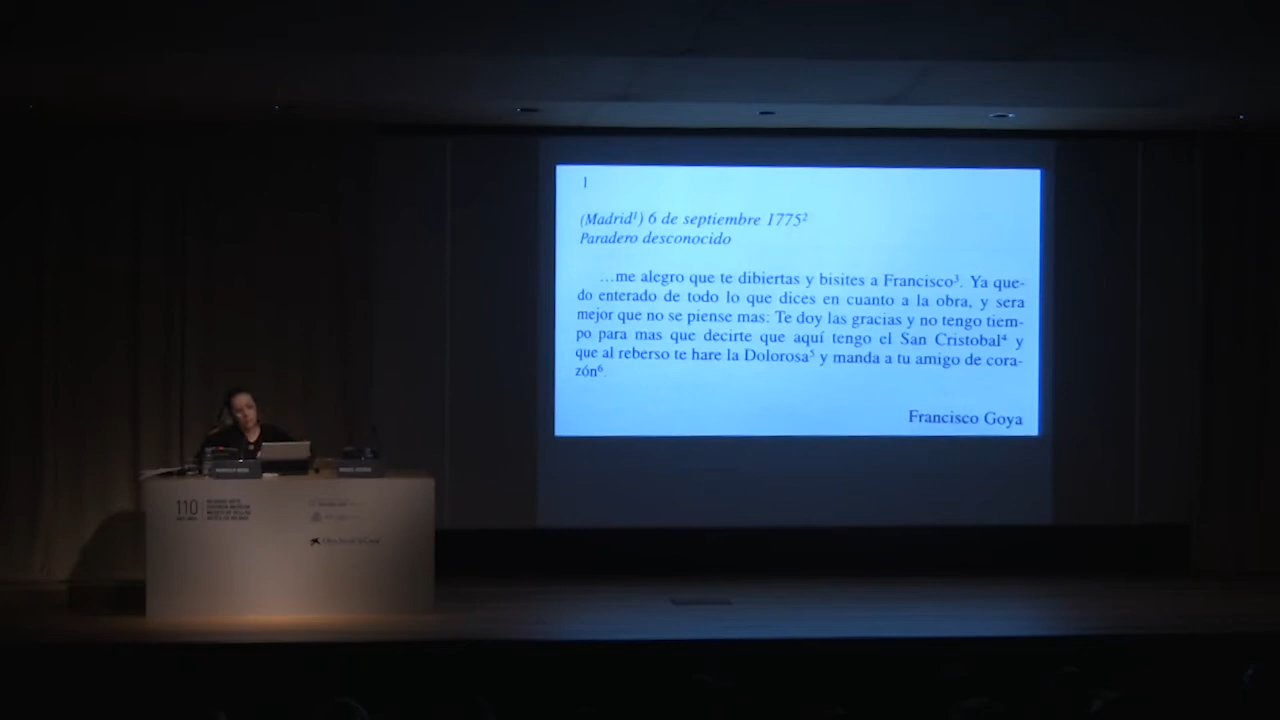 1
(Madrid¹) 6 de septiembre 1775²
Paradero desconocido
...me alegro que te dibiertas y bisites a Francisco³. Ya que-
do enterado de todo lo que dices en cuanto a la obra, y sera
mejor que no se piense mas: Te doy las gracias y no tengo tiem-
po para mas que decirte que aquí tengo el San Cristobal⁴ y
que al reberso te hare la Dolorosa⁵ y manda a tu amigo de cora-
zón⁶.
Francisco Goya
110